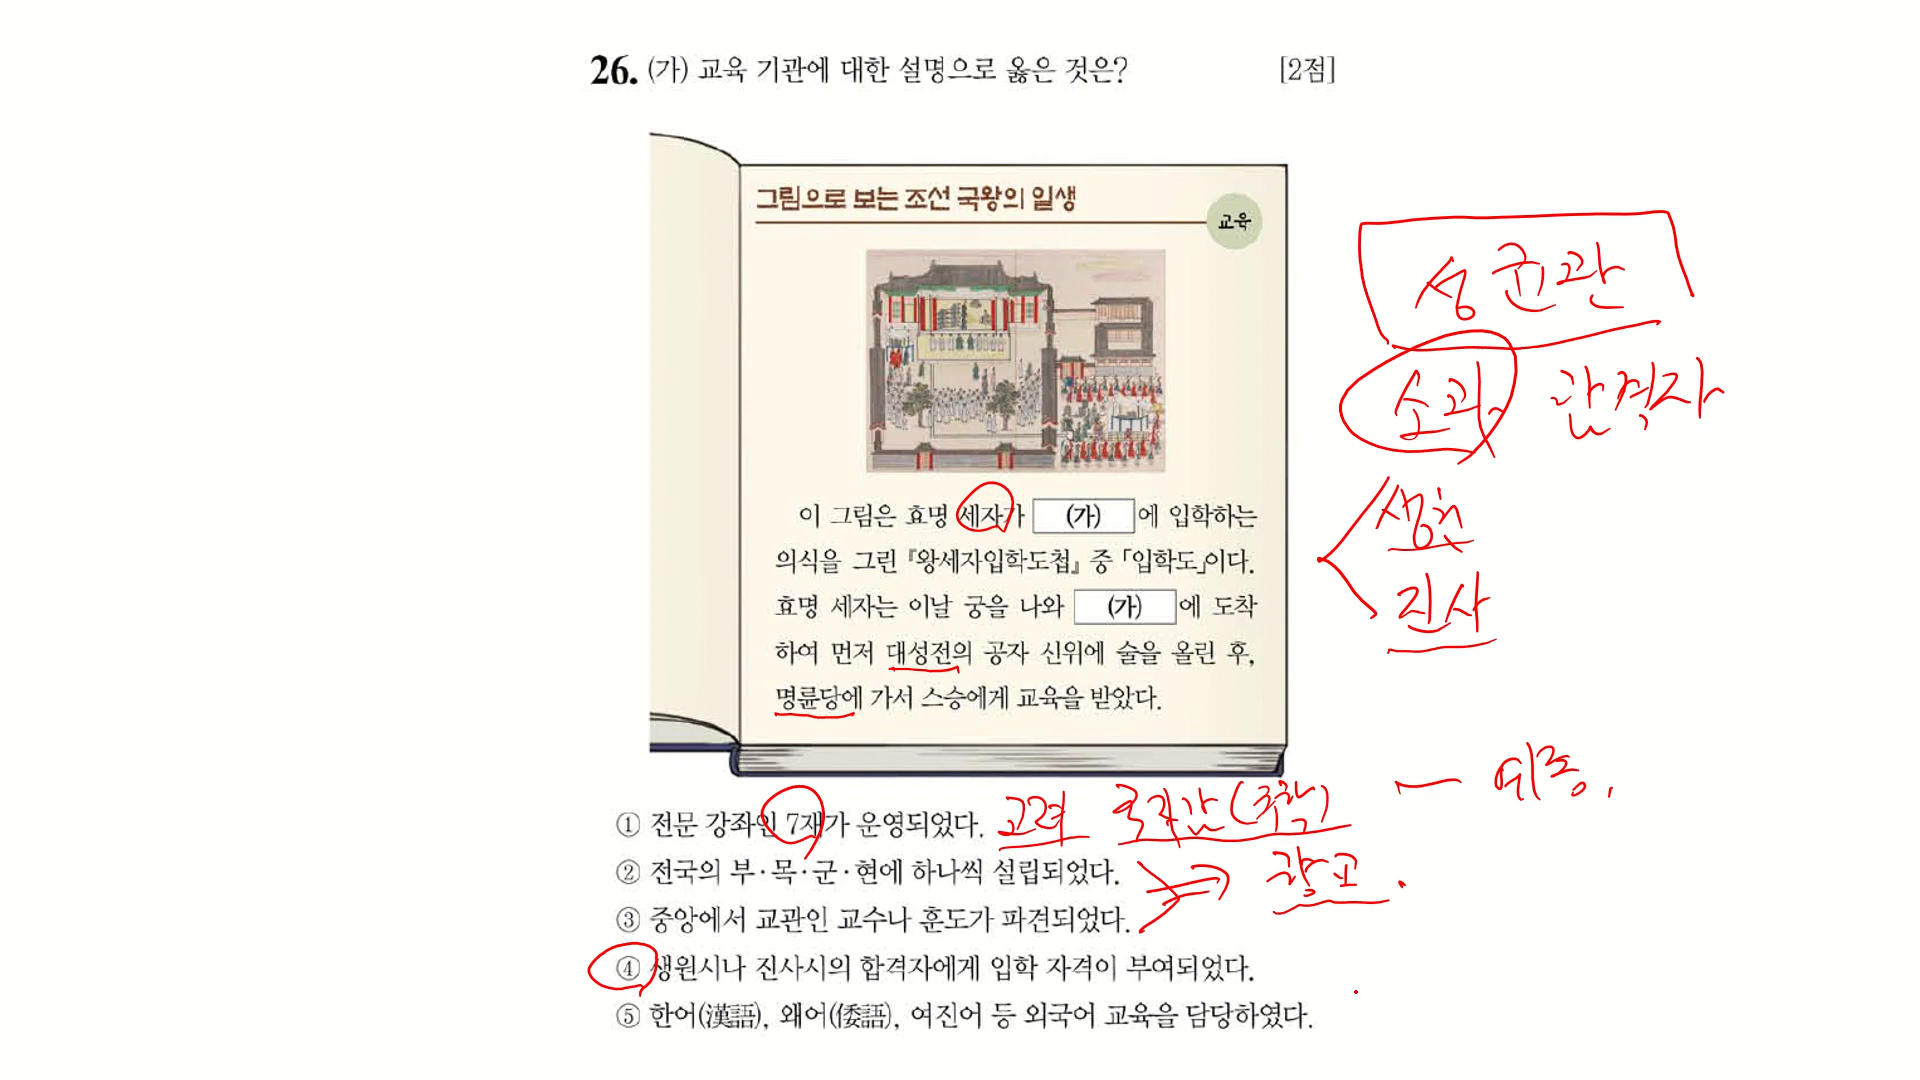 26. (가) 교육 기관에 대한 설명으로 옳은 것은? [2점]
그림으로 보는 조선 국왕의 일생
교육
이 그림은 효명 세자가 (가) 에 입학하는
의식을 그린 『왕세자입학도첩』 중 「입학도」이다.
효명 세자는 이날 궁을 나와 (가) 에 도착
하여 먼저 대성전의 공자 신위에 술을 올린 후,
명륜당에 가서 스승에게 교육을 받았다.
성균관
소과 합격자
생원
진사
① 전문 강좌인 7재가 운영되었다. 고려 국자감(국학) ― 예종.
② 전국의 부·목·군·현에 하나씩 설립되었다. 향교.
③ 중앙에서 교관인 교수나 훈도가 파견되었다.
④ 생원시나 진사시의 합격자에게 입학 자격이 부여되었다.
⑤ 한어(漢語), 왜어(倭語), 여진어 등 외국어 교육을 담당하였다.